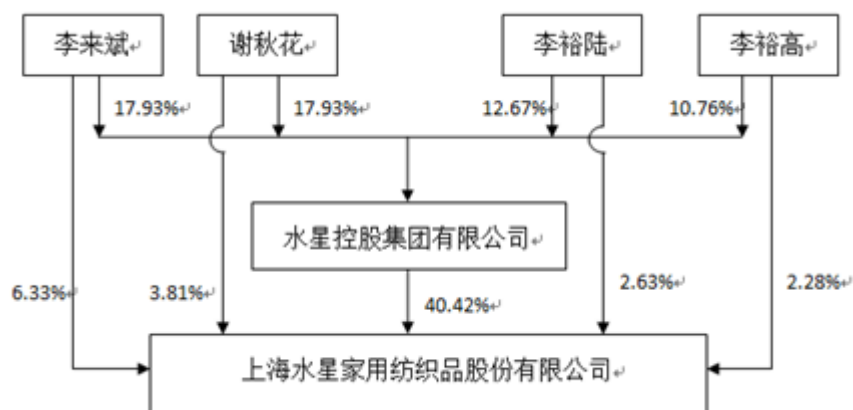 李来斌
谢秋花
李裕陆
李裕高
17.93%
17.93%
12.67%
10.76%
水星控股集团有限公司
6.33%
3.81%
40.42%
2.63%
2.28%
上海水星家用纺织品股份有限公司